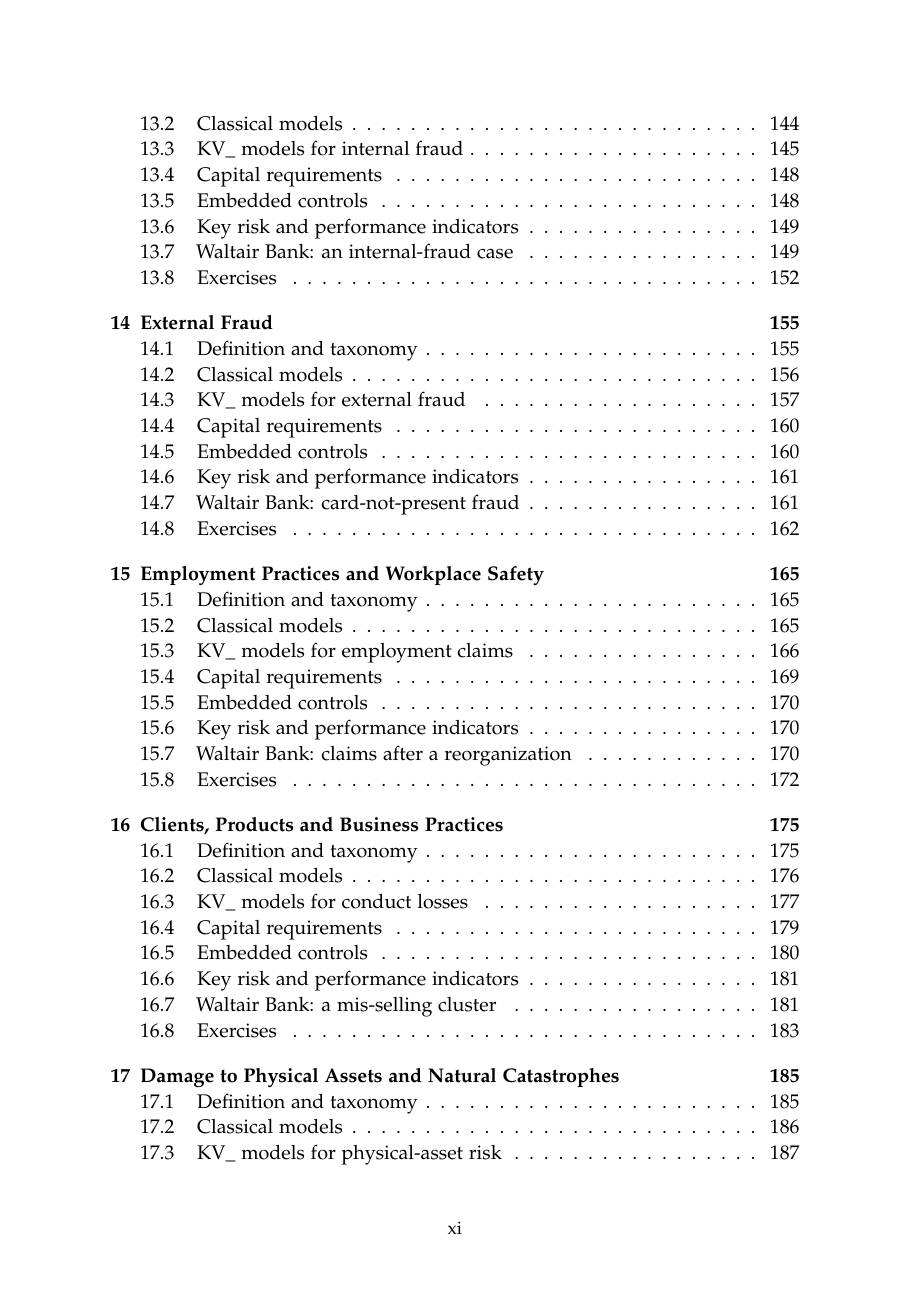 13.2 Classical models . . . . . . . . . . . . . . . . . . . . . . . . . . . . 144
13.3 KV_ models for internal fraud . . . . . . . . . . . . . . . . . . . . 145
13.4 Capital requirements . . . . . . . . . . . . . . . . . . . . . . . . . 148
13.5 Embedded controls . . . . . . . . . . . . . . . . . . . . . . . . . . 148
13.6 Key risk and performance indicators . . . . . . . . . . . . . . . . 149
13.7 Waltair Bank: an internal-fraud case . . . . . . . . . . . . . . . . 149
13.8 Exercises . . . . . . . . . . . . . . . . . . . . . . . . . . . . . . . . 152
14 External Fraud 155
14.1 Definition and taxonomy . . . . . . . . . . . . . . . . . . . . . . . 155
14.2 Classical models . . . . . . . . . . . . . . . . . . . . . . . . . . . . 156
14.3 KV_ models for external fraud . . . . . . . . . . . . . . . . . . . 157
14.4 Capital requirements . . . . . . . . . . . . . . . . . . . . . . . . . 160
14.5 Embedded controls . . . . . . . . . . . . . . . . . . . . . . . . . . 160
14.6 Key risk and performance indicators . . . . . . . . . . . . . . . . 161
14.7 Waltair Bank: card-not-present fraud . . . . . . . . . . . . . . . . 161
14.8 Exercises . . . . . . . . . . . . . . . . . . . . . . . . . . . . . . . . 162
15 Employment Practices and Workplace Safety 165
15.1 Definition and taxonomy . . . . . . . . . . . . . . . . . . . . . . . 165
15.2 Classical models . . . . . . . . . . . . . . . . . . . . . . . . . . . . 165
15.3 KV_ models for employment claims . . . . . . . . . . . . . . . . 166
15.4 Capital requirements . . . . . . . . . . . . . . . . . . . . . . . . . 169
15.5 Embedded controls . . . . . . . . . . . . . . . . . . . . . . . . . . 170
15.6 Key risk and performance indicators . . . . . . . . . . . . . . . . 170
15.7 Waltair Bank: claims after a reorganization . . . . . . . . . . . . 170
15.8 Exercises . . . . . . . . . . . . . . . . . . . . . . . . . . . . . . . . 172
16 Clients, Products and Business Practices 175
16.1 Definition and taxonomy . . . . . . . . . . . . . . . . . . . . . . . 175
16.2 Classical models . . . . . . . . . . . . . . . . . . . . . . . . . . . . 176
16.3 KV_ models for conduct losses . . . . . . . . . . . . . . . . . . . 177
16.4 Capital requirements . . . . . . . . . . . . . . . . . . . . . . . . . 179
16.5 Embedded controls . . . . . . . . . . . . . . . . . . . . . . . . . . 180
16.6 Key risk and performance indicators . . . . . . . . . . . . . . . . 181
16.7 Waltair Bank: a mis-selling cluster . . . . . . . . . . . . . . . . . 181
16.8 Exercises . . . . . . . . . . . . . . . . . . . . . . . . . . . . . . . . 183
17 Damage to Physical Assets and Natural Catastrophes 185
17.1 Definition and taxonomy . . . . . . . . . . . . . . . . . . . . . . . 185
17.2 Classical models . . . . . . . . . . . . . . . . . . . . . . . . . . . . 186
17.3 KV_ models for physical-asset risk . . . . . . . . . . . . . . . . . 187
xi